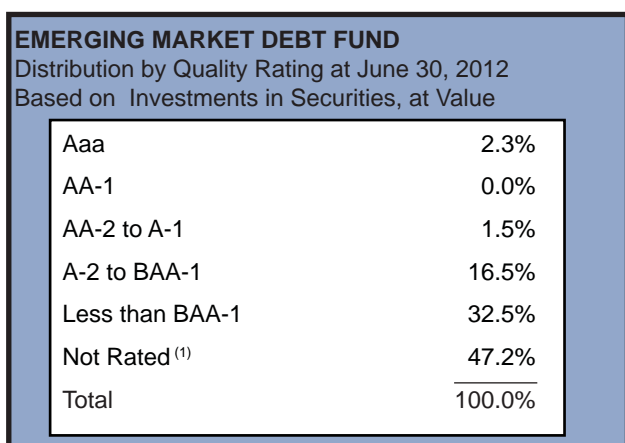 EMERGING MARKET DEBT FUND
Distribution by Quality Rating at June 30, 2012
Based on Investments in Securities, at Value
Aaa 2.3%
AA-1 0.0%
AA-2 to A-1 1.5%
A-2 to BAA-1 16.5%
Less than BAA-1 32.5%
Not Rated (1) 47.2%
Total 100.0%